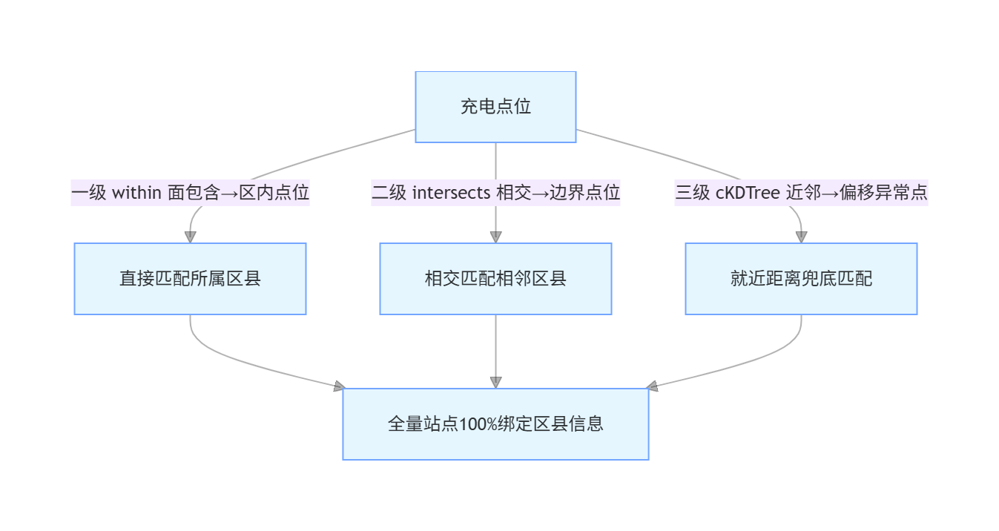 充电点位
一级 within 面包含→区内点位
二级 intersects 相交→边界点位
三级 cKDTree 近邻→偏移异常点
直接匹配所属区县
相交匹配相邻区县
就近距离兜底匹配
全量站点100%绑定区县信息